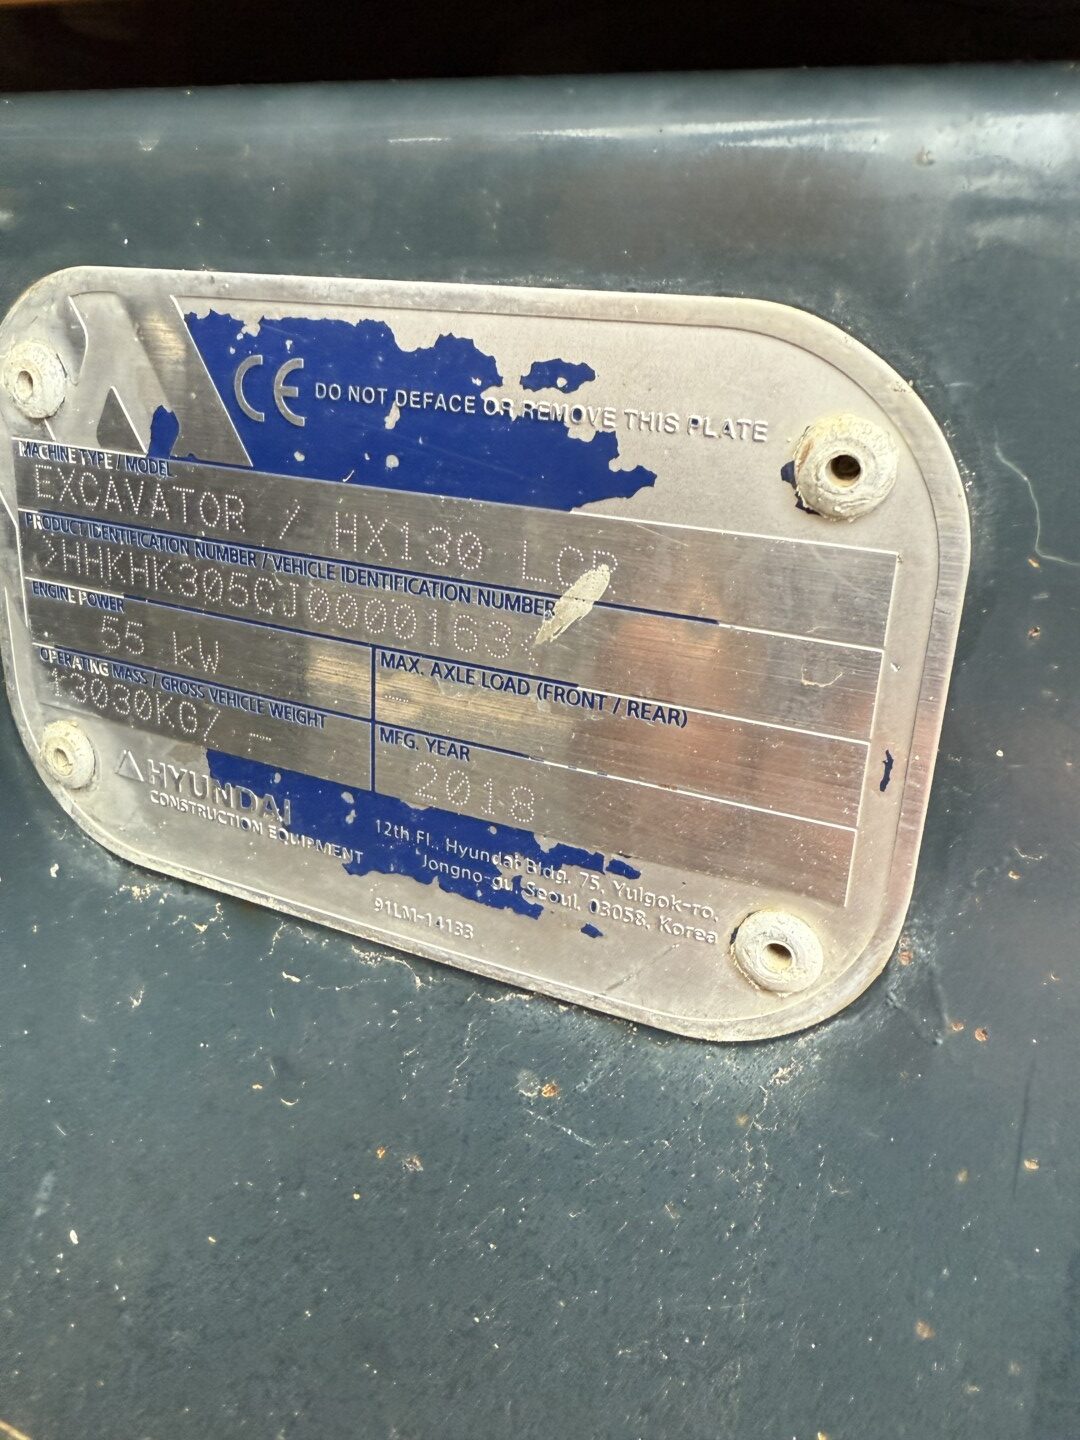 CE DO NOT DEFACE OR REMOVE THIS PLATE
MACHINE TYPE / MODEL
EXCAVATOR / HX130 LCR
PRODUCT IDENTIFICATION NUMBER / VEHICLE IDENTIFICATION NUMBER
ENGINE POWER
55 kW
MAX. AXLE LOAD (FRONT / REAR)
OPERATING MASS / GROSS VEHICLE WEIGHT
13030KG/ –
MFG. YEAR
2018
HYUNDAI
CONSTRUCTION EQUIPMENT
12th Fl., Hyundai Bldg. 75, Yulgok-ro,
Jongno-gu, Seoul, 03058, Korea
91LM-14133